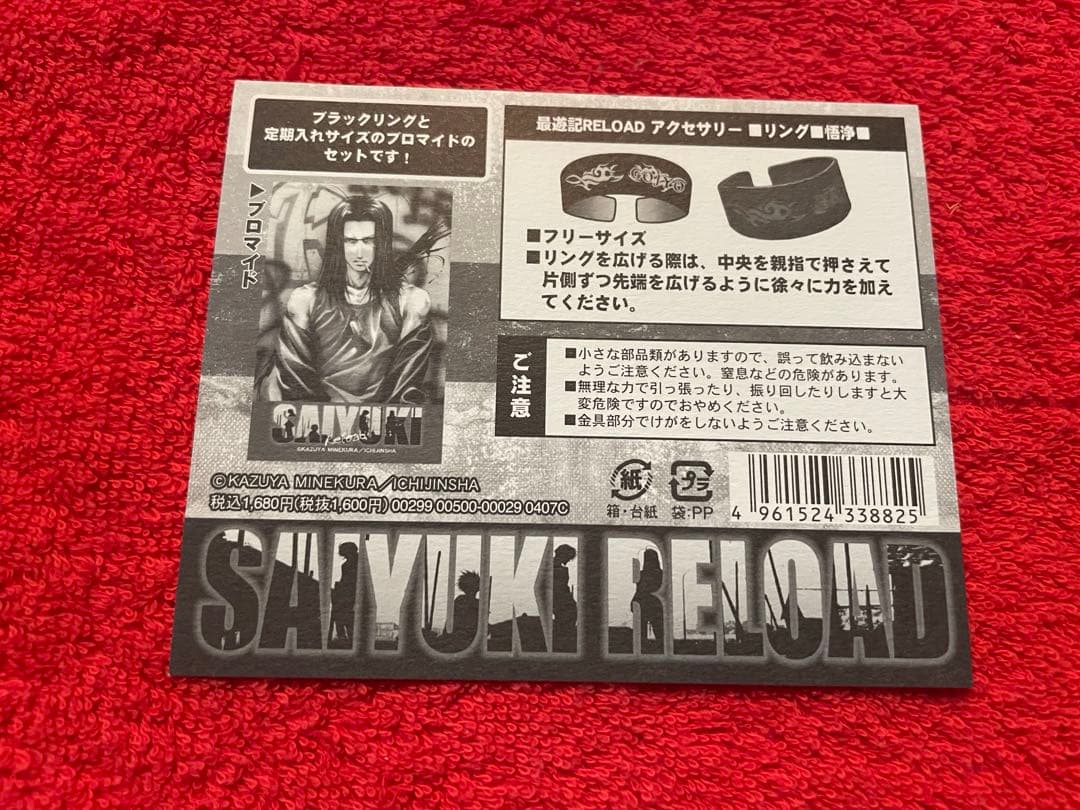 ブラックリングと
定期入れサイズのブロマイドの
セットです！
▶ブロマイド
SAIYUKI
Reload
©KAZUYA MINEKURA／ICHIJINSHA
最遊記RELOAD アクセサリー ■リング■悟浄■
GOJYO
■フリーサイズ
■リングを広げる際は、中央を親指で押さえて
片側ずつ先端を広げるように徐々に力を加え
てください。
ご注意
■小さな部品類がありますので、誤って飲み込まない
ようご注意ください。窒息などの危険があります。
■無理な力で引っ張ったり、振り回したりしますと大
変危険ですのでおやめください。
■金具部分でけがをしないようご注意ください。
©KAZUYA MINEKURA／ICHIJINSHA
税込1,680円(税抜1,600円) 00299 00500-00029 0407C
紙
箱・台紙
プラ
袋:PP
4 961524 338825
SAIYUKI RELOAD